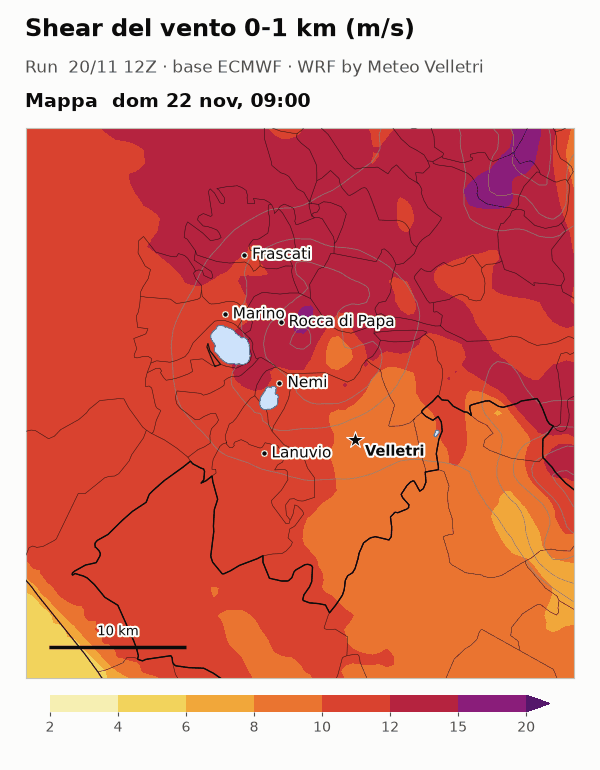 Shear del vento 0-1 km (m/s)
Run  20/11 12Z · base ECMWF · WRF by Meteo Velletri
Mappa  dom 22 nov, 09:00
Frascati
Marino
Rocca di Papa
Nemi
Velletri
Lanuvio
10 km
2 4 6 8 10 12 15 20